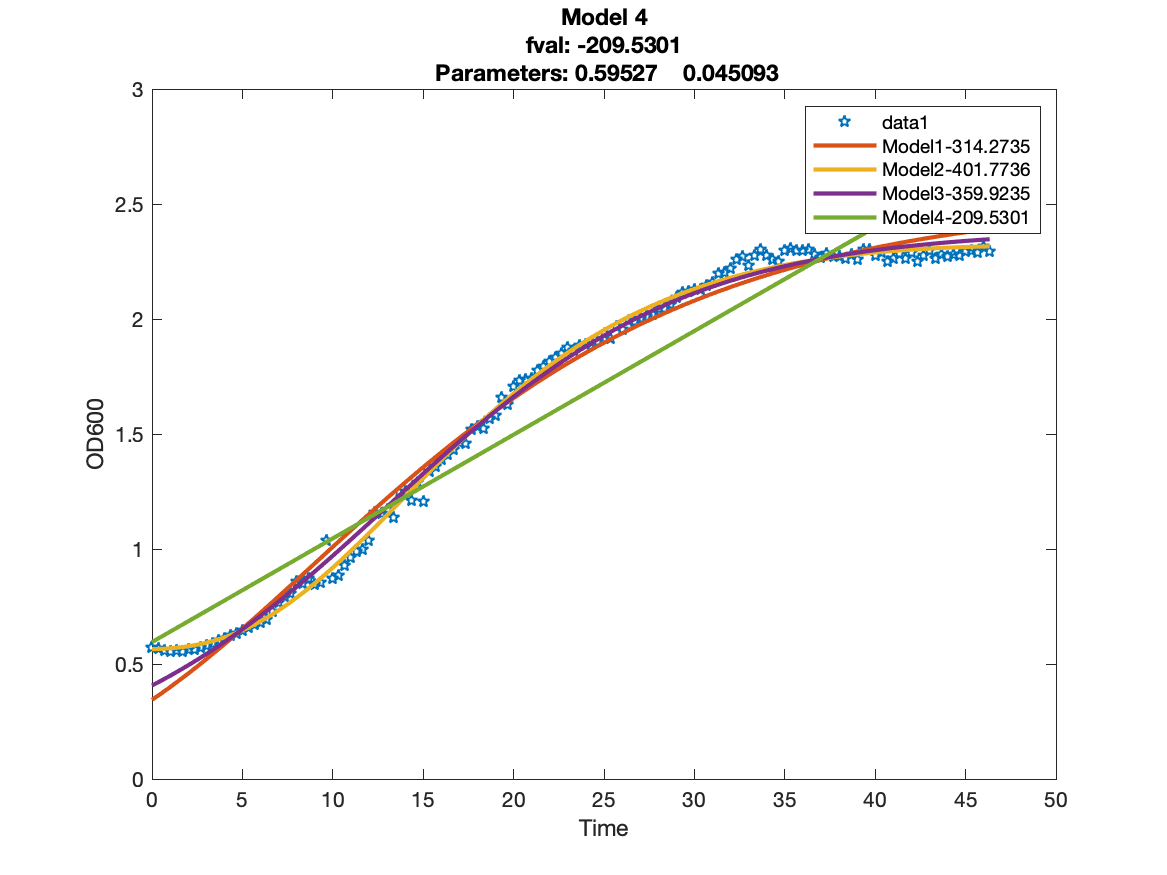 Model 4
fval: -209.5301
Parameters: 0.59527 0.045093
3
2.5
2
1.5
1
0.5
0
OD600
data1
Model1-314.2735
Model2-401.7736
Model3-359.9235
Model4-209.5301
0 5 10 15 20 25 30 35 40 45 50
Time